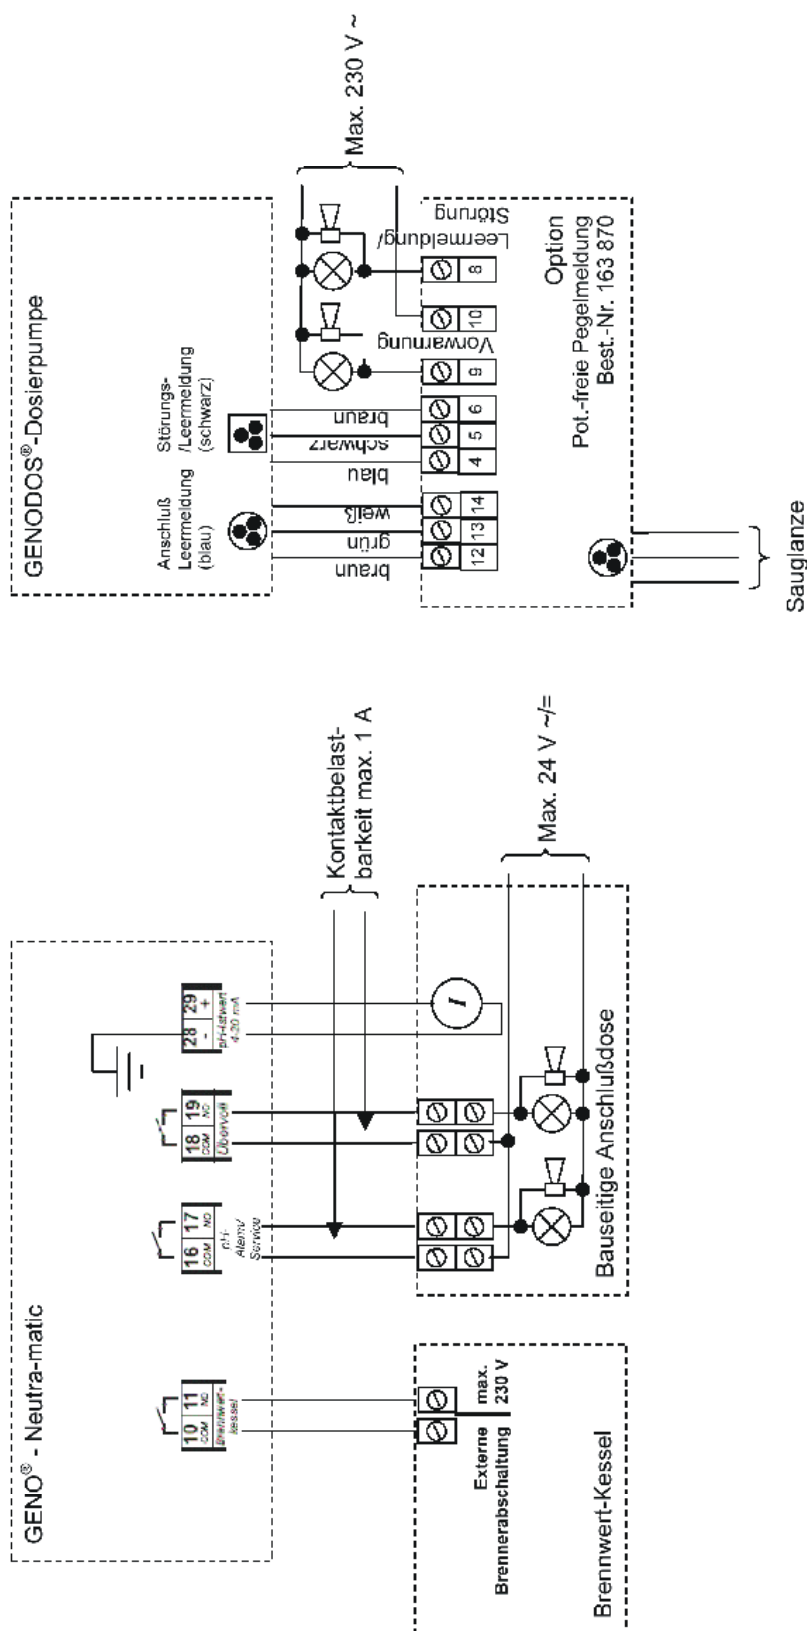 GENO® - Neutra-matic
10 11
COM NO
Brennwert-
kessel
16 17
COM NO
pH-
Alarm/
Service
18 19
COM NO
Übervoll
28 29
- +
pH-Istwert
4-20 mA
Kontaktbelast-
barkeit max. 1 A
Max. 24 V ~/=
I
Bauseitige Anschlußdose
Externe
Brennerabschaltung
max.
230 V
Brennwert-Kessel
GENODOS®-Dosierpumpe
Anschluß
Leermeldung
(blau)
Störungs-
/Leermeldung
(schwarz)
Max. 230 V ~
braun
grün
weiß
blau
schwarz
braun
Vorwarnung
Leermeldung/
Störung
12 13 14
4 5 6
9 10 8
Option
Pot.-freie Pegelmeldung
Best.-Nr. 163 870
Sauglanze